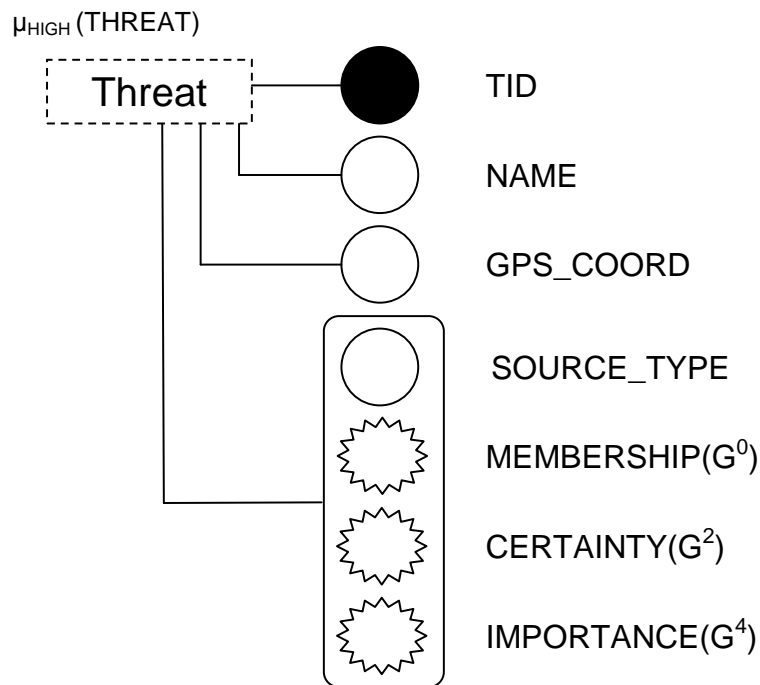 μHIGH (THREAT)
Threat
TID
NAME
GPS_COORD
SOURCE_TYPE
MEMBERSHIP(G⁰)
CERTAINTY(G²)
IMPORTANCE(G⁴)